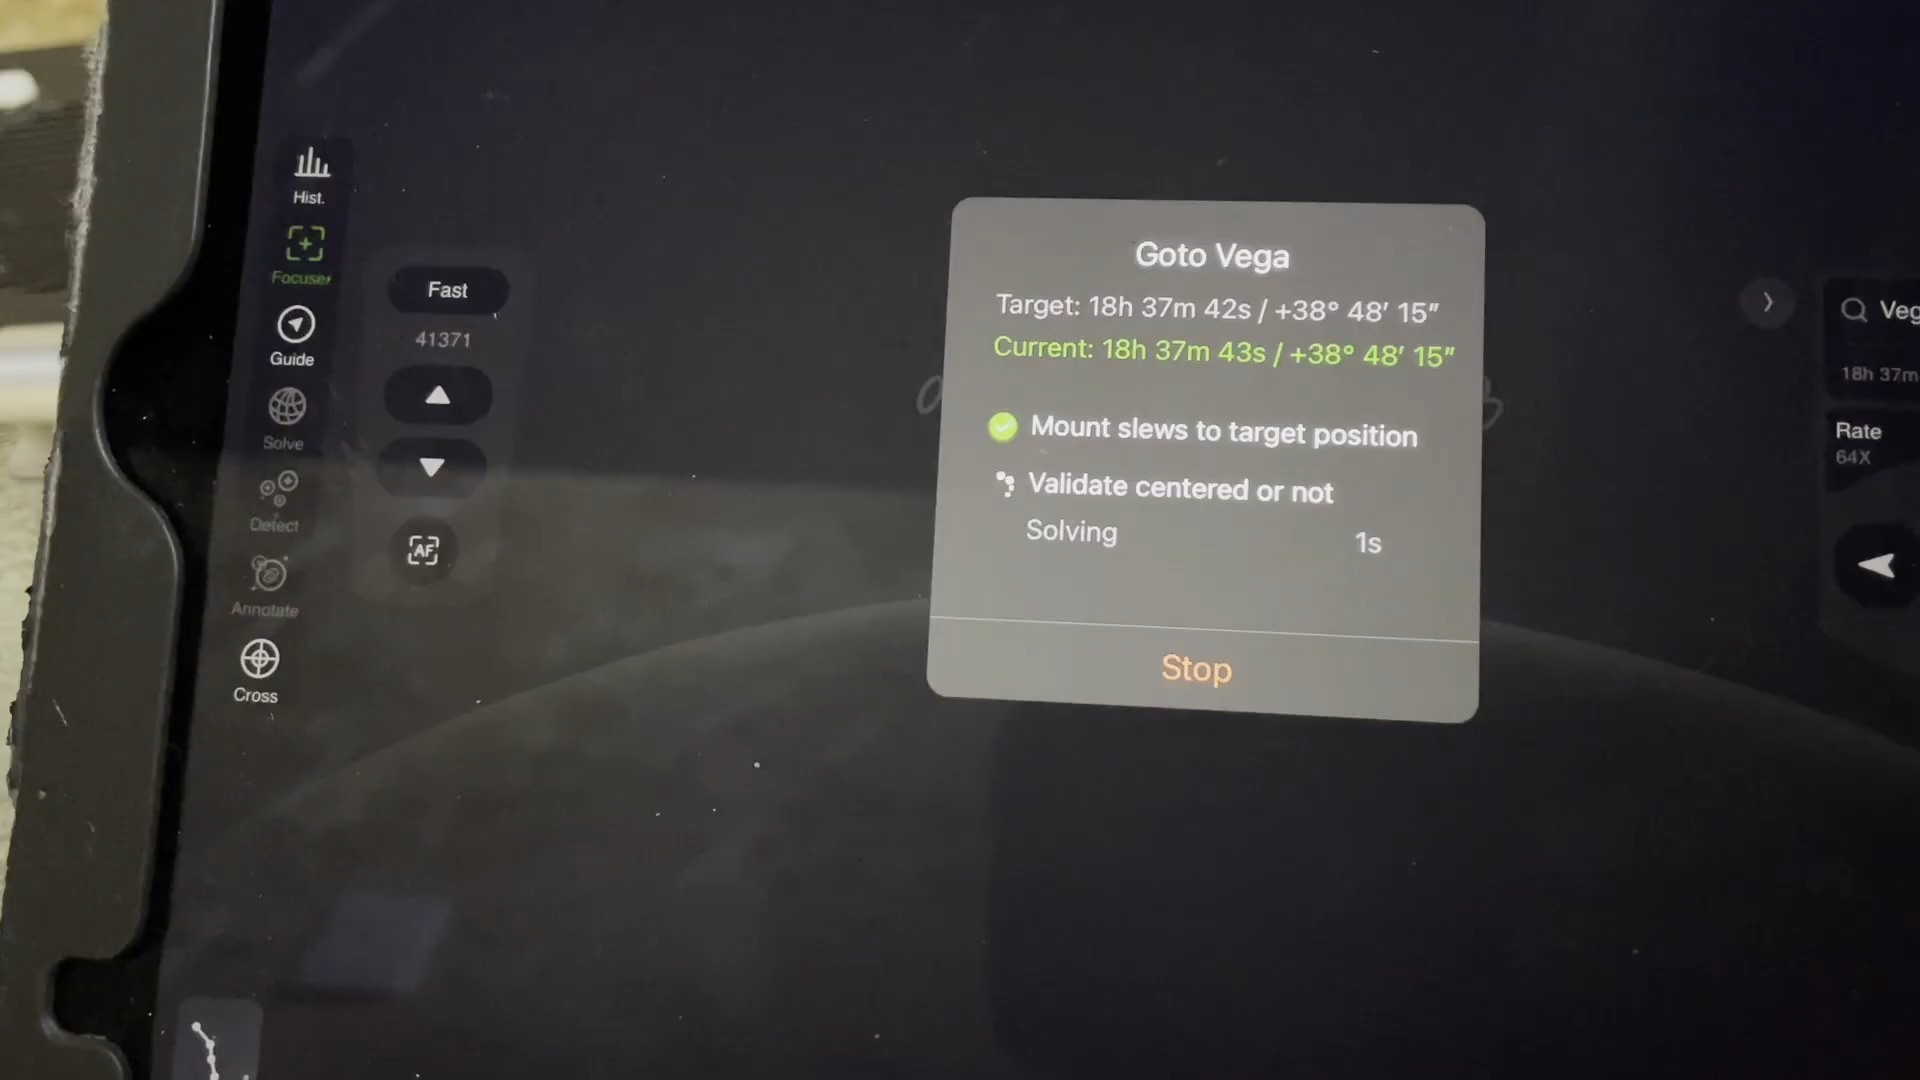 Hist.
Focuser
Guide
Solve
Detect
Annotate
Cross
Fast
41371
AF
Goto Vega
Target: 18h 37m 42s / +38° 48′ 15″
Current: 18h 37m 43s / +38° 48′ 15″
Mount slews to target position
Validate centered or not
Solving 1s
Stop
18h 37m
Rate
64X